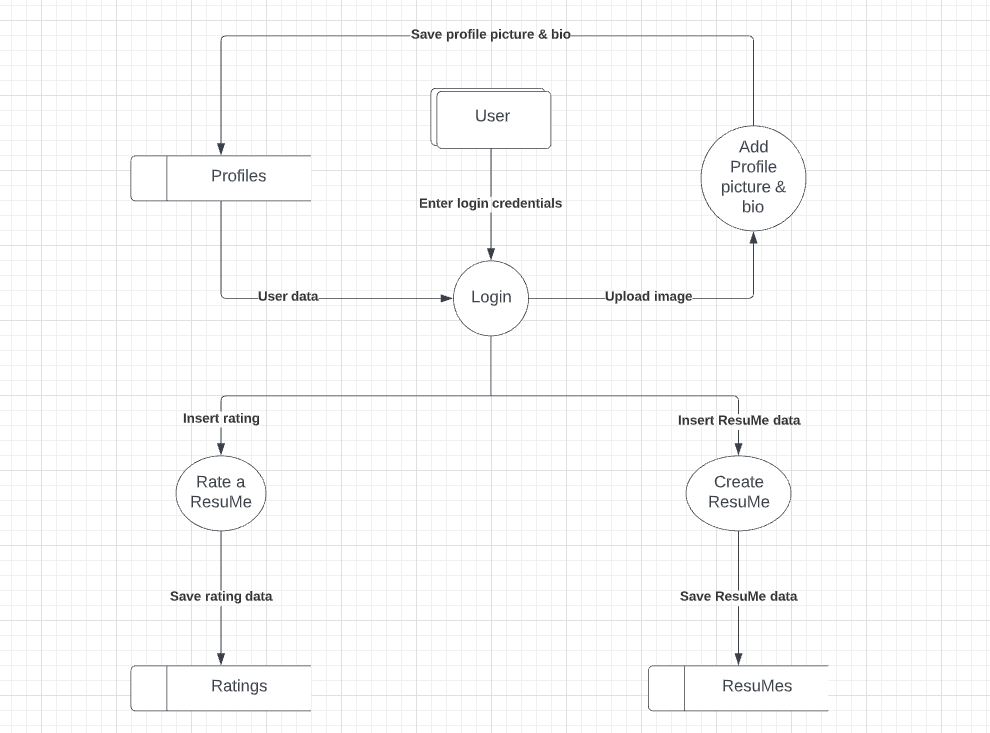 Save profile picture & bio
User
Add
Profile
picture &
bio
Profiles
Enter login credentials
User data
Login
Upload image
Insert rating
Insert ResuMe data
Rate a
ResuMe
Create
ResuMe
Save rating data
Save ResuMe data
Ratings
ResuMes